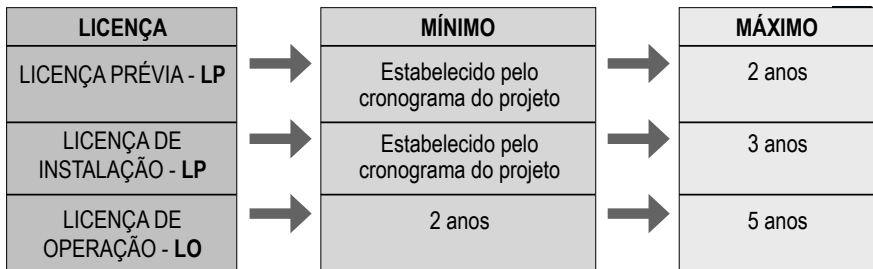 LICENÇA
MÍNIMO
MÁXIMO
LICENÇA PRÉVIA - LP
Estabelecido pelo
cronograma do projeto
2 anos
LICENÇA DE
INSTALAÇÃO - LP
Estabelecido pelo
cronograma do projeto
3 anos
LICENÇA DE
OPERAÇÃO - LO
2 anos
5 anos